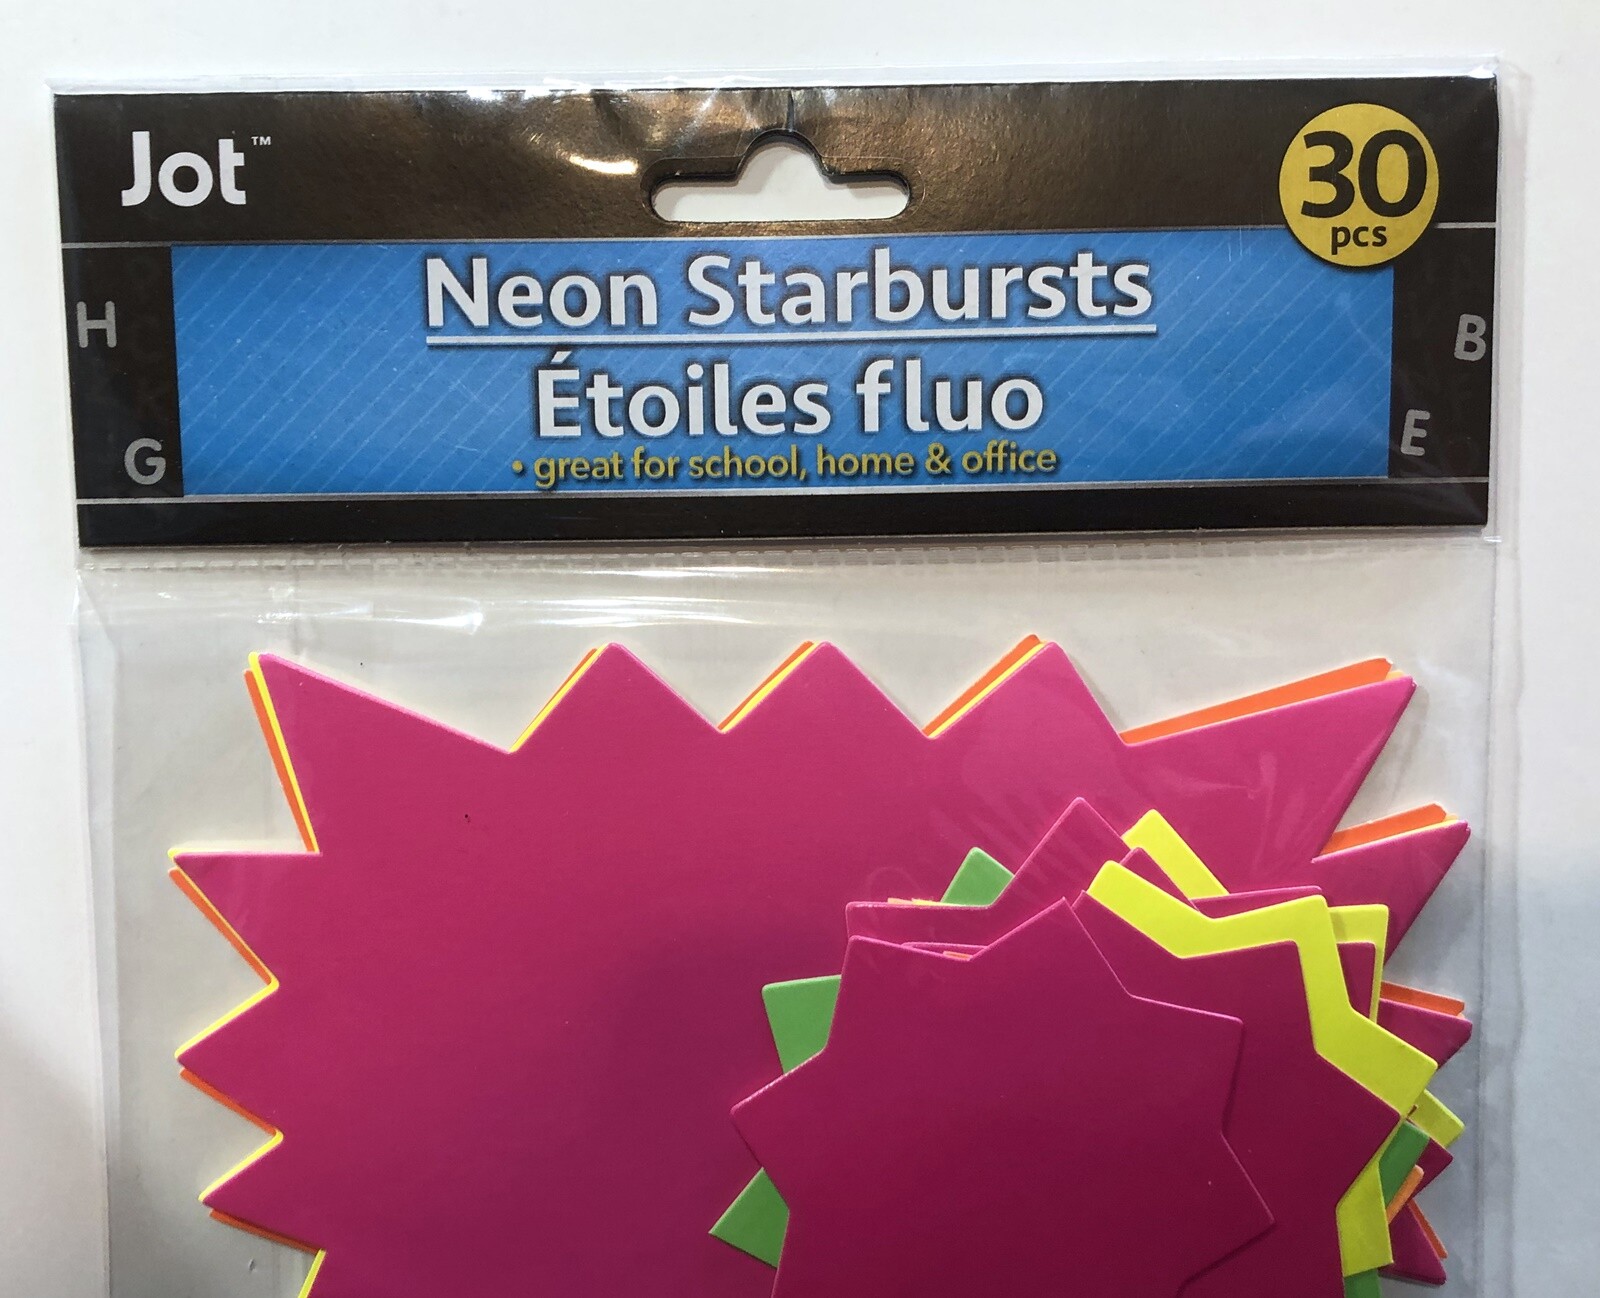 Jot™
30
pcs
Neon Starbursts
Étoiles fluo
• great for school, home & office
H
B
G
E